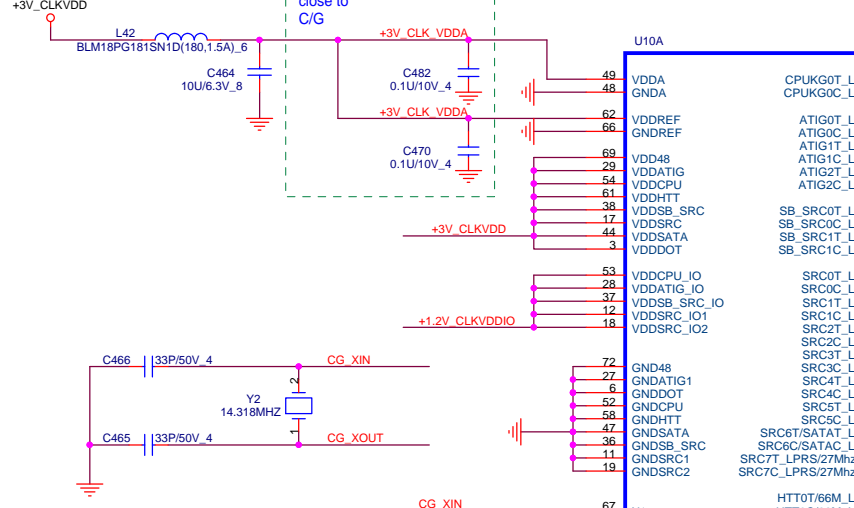 +3V_CLKVDD
close to
C/G
L42
BLM18PG181SN1D(180,1.5A)_6
+3V_CLK_VDDA
C464
10U/6.3V_8
C482
0.1U/10V_4
+3V_CLK_VDDA
C470
0.1U/10V_4
U10A
49 VDDA CPUKG0T_L
48 GNDA CPUKG0C_L
62 VDDREF ATIG0T_L
66 GNDREF ATIG0C_L
ATIG1T_L
69 VDD48 ATIG1C_L
29 VDDATIG ATIG2T_L
54 VDDCPU ATIG2C_L
61 VDDHTT
38 VDDSB_SRC SB_SRC0T_L
17 VDDSRC SB_SRC0C_L
+3V_CLKVDD
44 VDDSATA SB_SRC1T_L
3 VDDDOT SB_SRC1C_L
53 VDDCPU_IO SRC0T_L
28 VDDATIG_IO SRC0C_L
37 VDDSB_SRC_IO SRC1T_L
12 VDDSRC_IO1 SRC1C_L
+1.2V_CLKVDDIO
18 VDDSRC_IO2 SRC2T_L
SRC2C_L
SRC3T_L
72 GND48 SRC3C_L
27 GNDATIG1 SRC4T_L
6 GNDDOT SRC4C_L
52 GNDCPU SRC5T_L
58 GNDHTT SRC5C_L
47 GNDSATA SRC6T/SATAT_L
36 GNDSB_SRC SRC6C/SATAC_L
11 GNDSRC1 SRC7T_LPRS/27Mhz
19 GNDSRC2 SRC7C_LPRS/27Mhz
HTT0T/66M_L
67
C466 33P/50V_4 CG_XIN
2
Y2
14.318MHZ
1
C465 33P/50V_4 CG_XOUT
CG_XIN